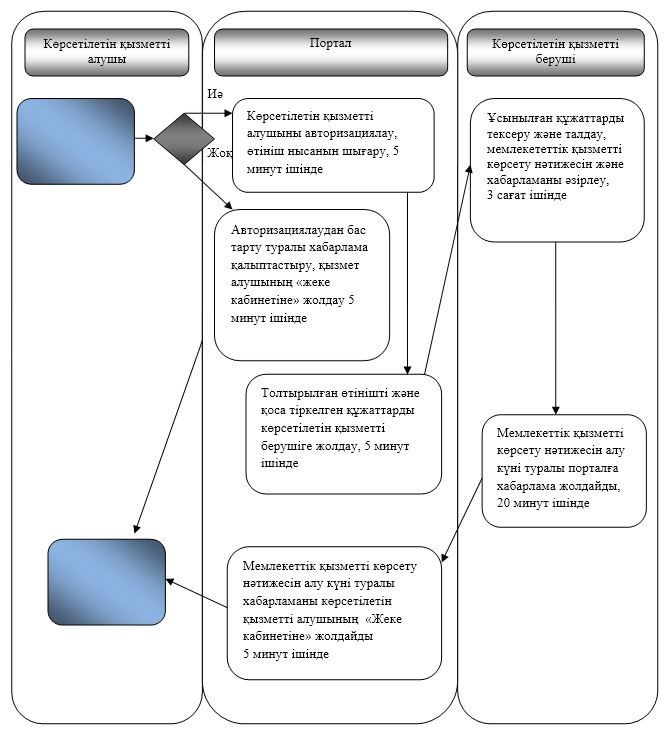 Көрсетілетін қызметті
алушы
Портал
Көрсетілетін қызметті
беруші
Иә
Жоқ
Көрсетілетін қызметті
алушыны авторизациялау,
өтініш нысанын шығару, 5
минут ішінде
Ұсынылған құжаттарды
тексеру және талдау,
мемлекететтік қызметті
көрсету нәтижесін және
хабарламаны әзірлеу,
3 сағат ішінде
Авторизациялаудан бас
тарту туралы хабарлама
қалыптастыру, қызмет
алушының «жеке
кабинетіне» жолдау 5
минут ішінде
Толтырылған өтінішті және
қоса тіркелген құжаттарды
көрсетілетін қызметті
берушіге жолдау, 5 минут
ішінде
Мемлекеттік қызметті
көрсету нәтижесін алу
күні туралы порталға
хабарлама жолдайды,
20 минут ішінде
Мемлекеттік қызметті көрсету
нәтижесін алу күні туралы
хабарламаны көрсетілетін
қызметті алушының «Жеке
кабинетіне» жолдайды
5 минут ішінде